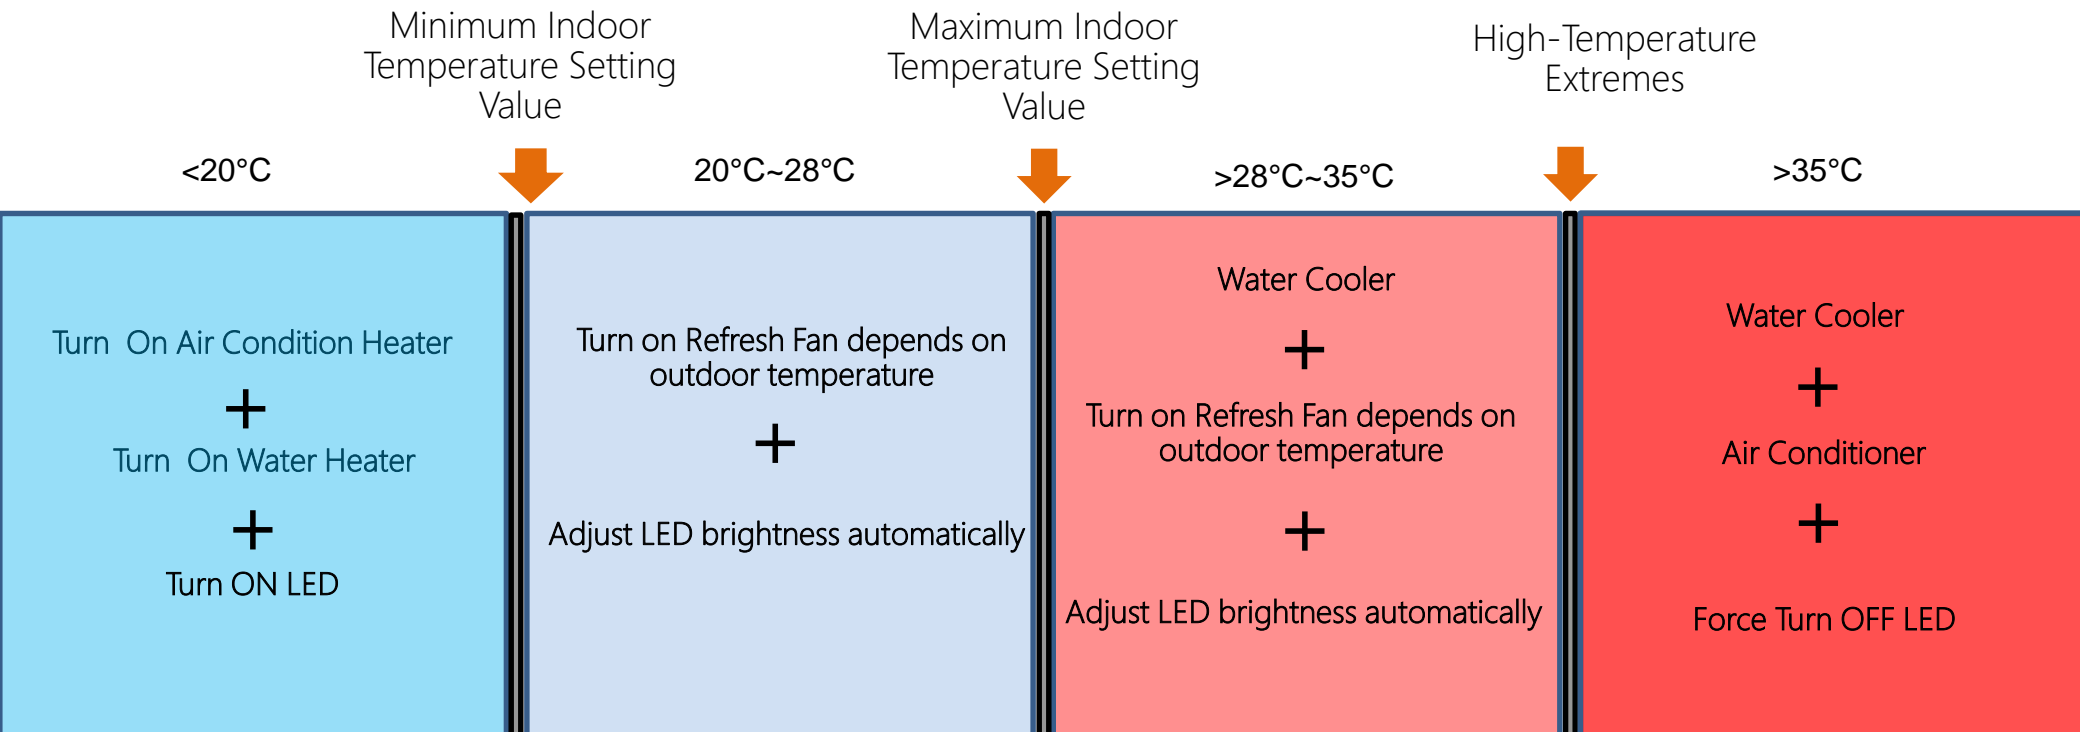 Minimum Indoor
Temperature Setting
Value
Maximum Indoor
Temperature Setting
Value
High-Temperature
Extremes
<20°C
20°C~28°C
>28°C~35°C
>35°C
Turn On Air Condition Heater
+
Turn On Water Heater
+
Turn ON LED
Turn on Refresh Fan depends on
outdoor temperature
+
Adjust LED brightness automatically
Water Cooler
+
Turn on Refresh Fan depends on
outdoor temperature
+
Adjust LED brightness automatically
Water Cooler
+
Air Conditioner
+
Force Turn OFF LED